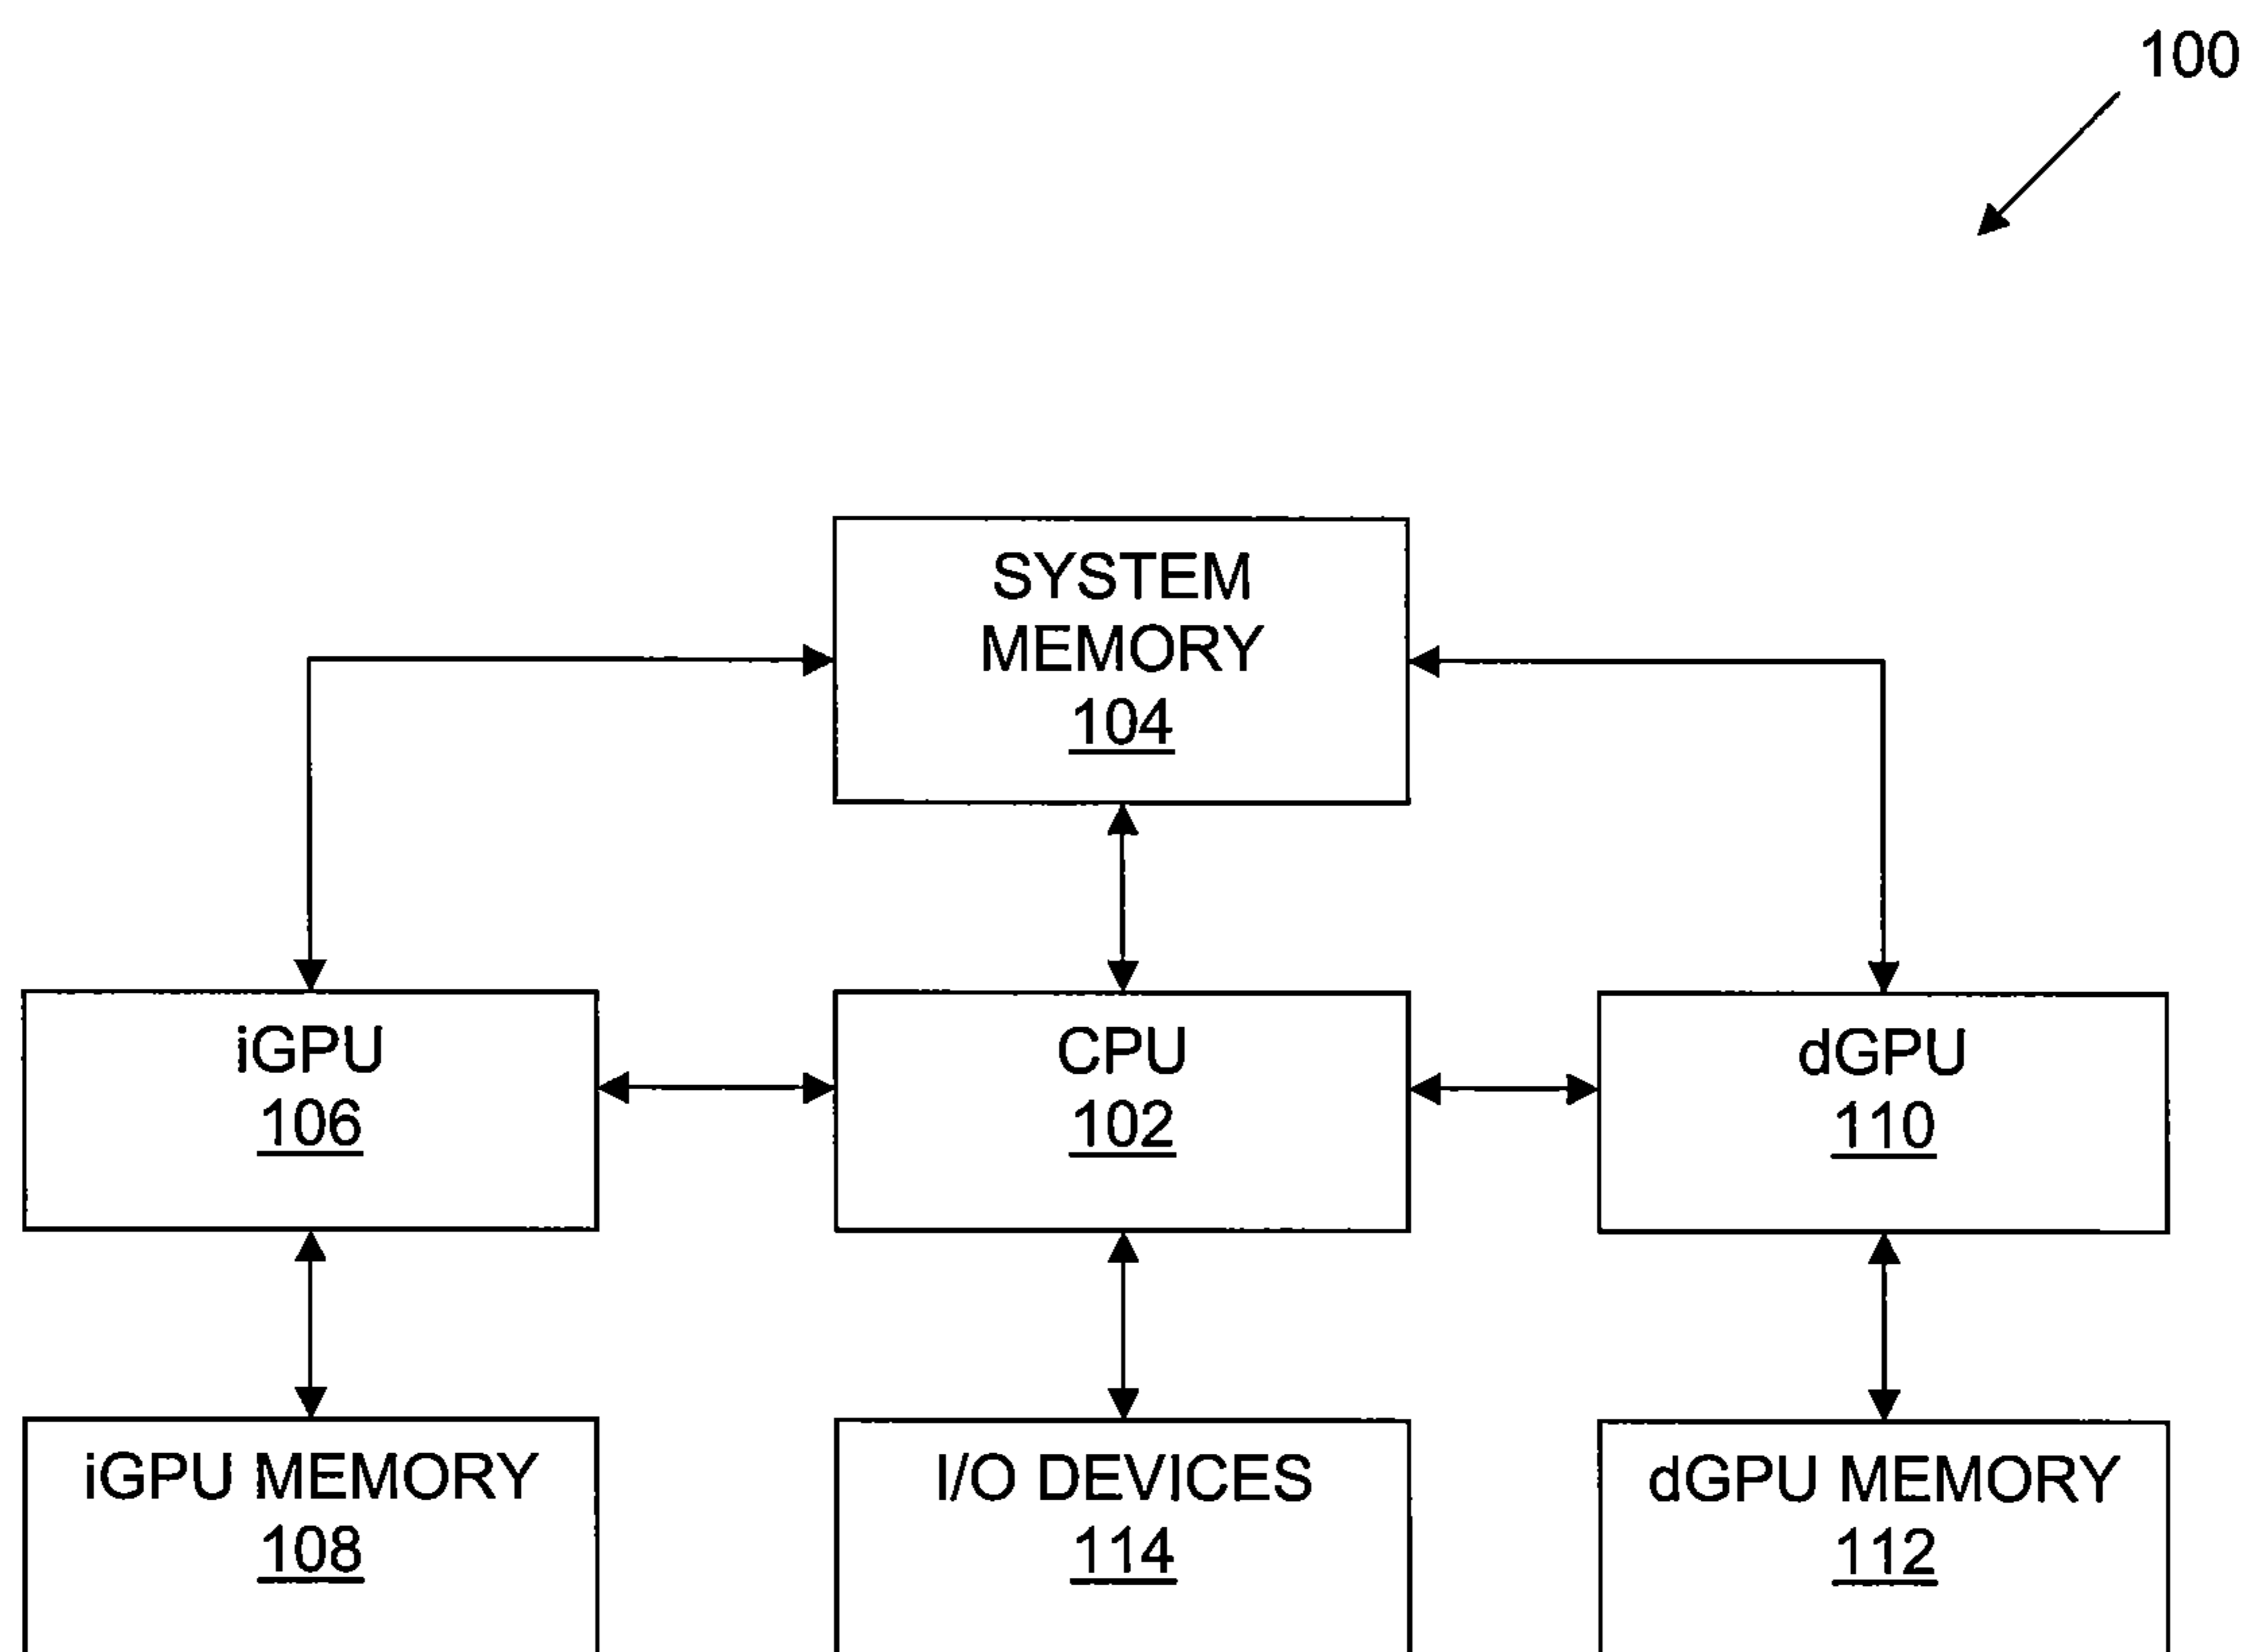 100
SYSTEM
MEMORY
104
iGPU
106
CPU
102
dGPU
110
iGPU MEMORY
108
I/O DEVICES
114
dGPU MEMORY
112